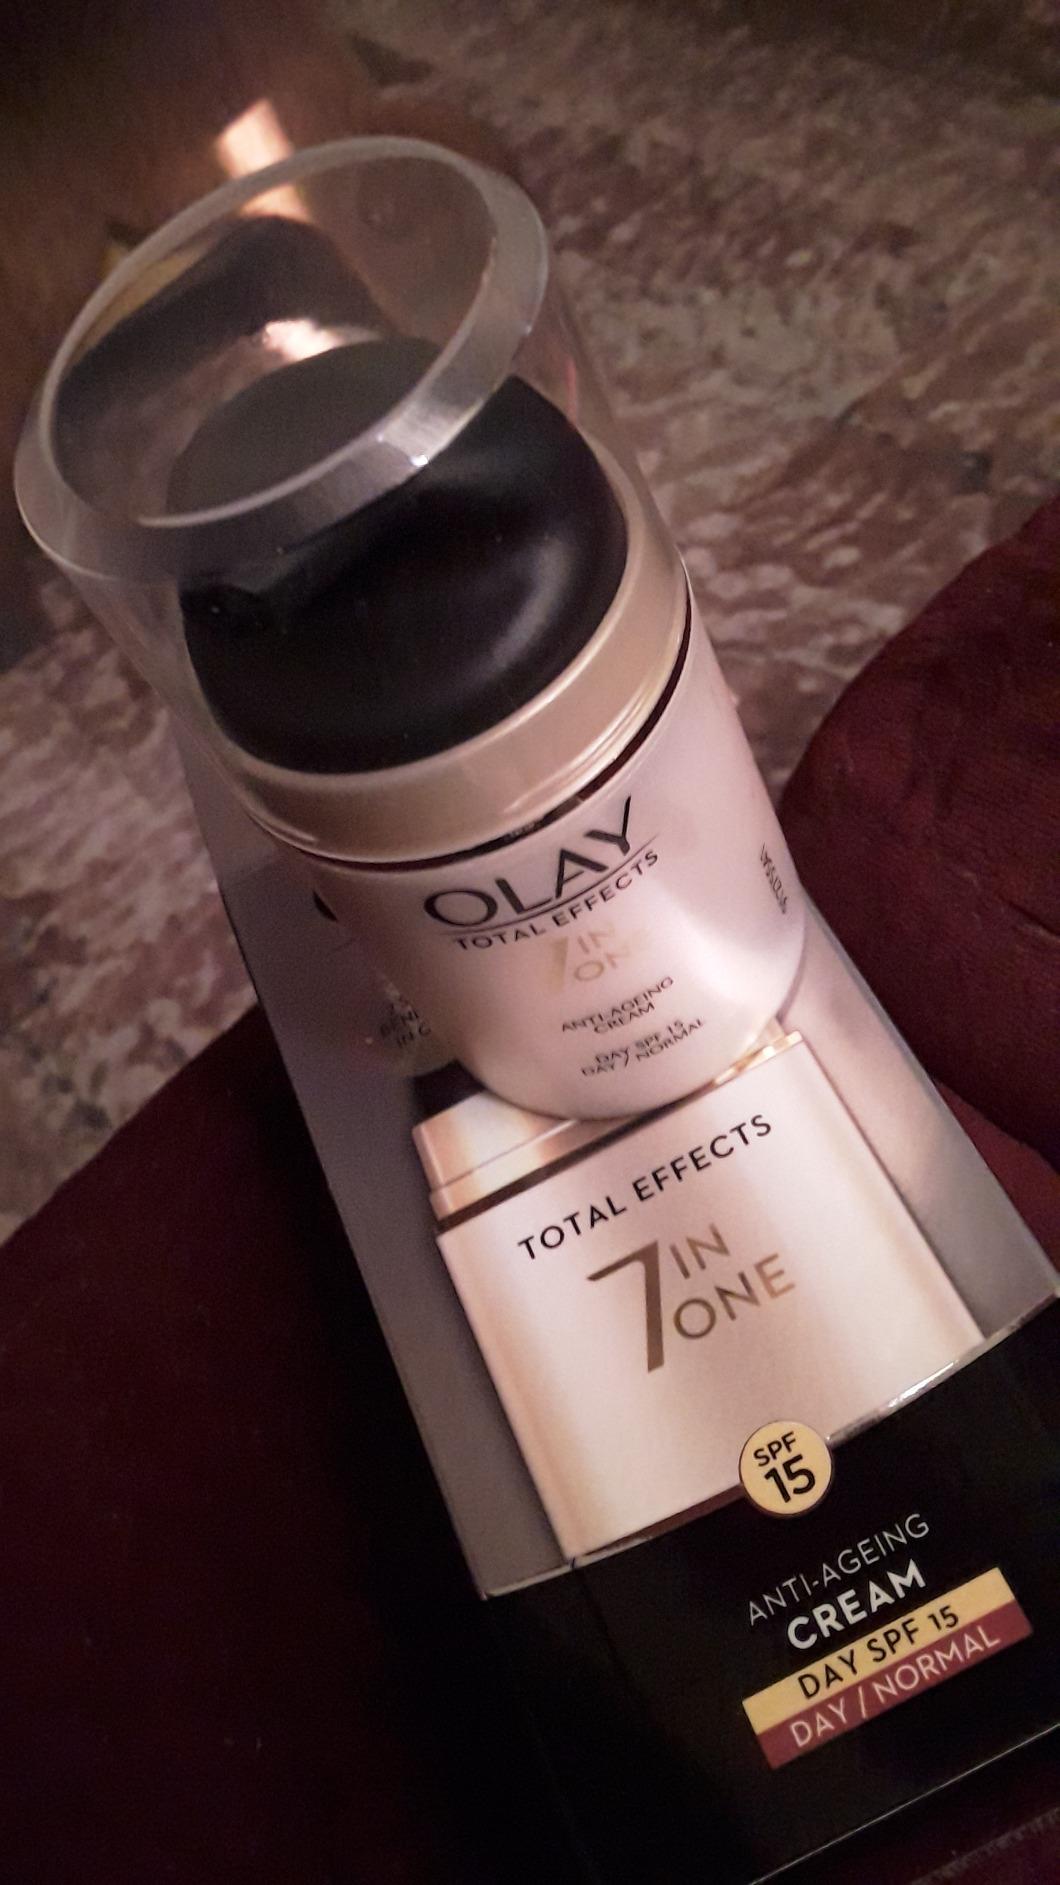 OLAY
TOTAL EFFECTS
7 IN
ONE
ANTI-AGEING
CREAM
DAY SPF 15
DAY / NORMAL
TOTAL EFFECTS
7 IN
ONE
SPF
15
ANTI-AGEING
CREAM
DAY SPF 15
DAY / NORMAL